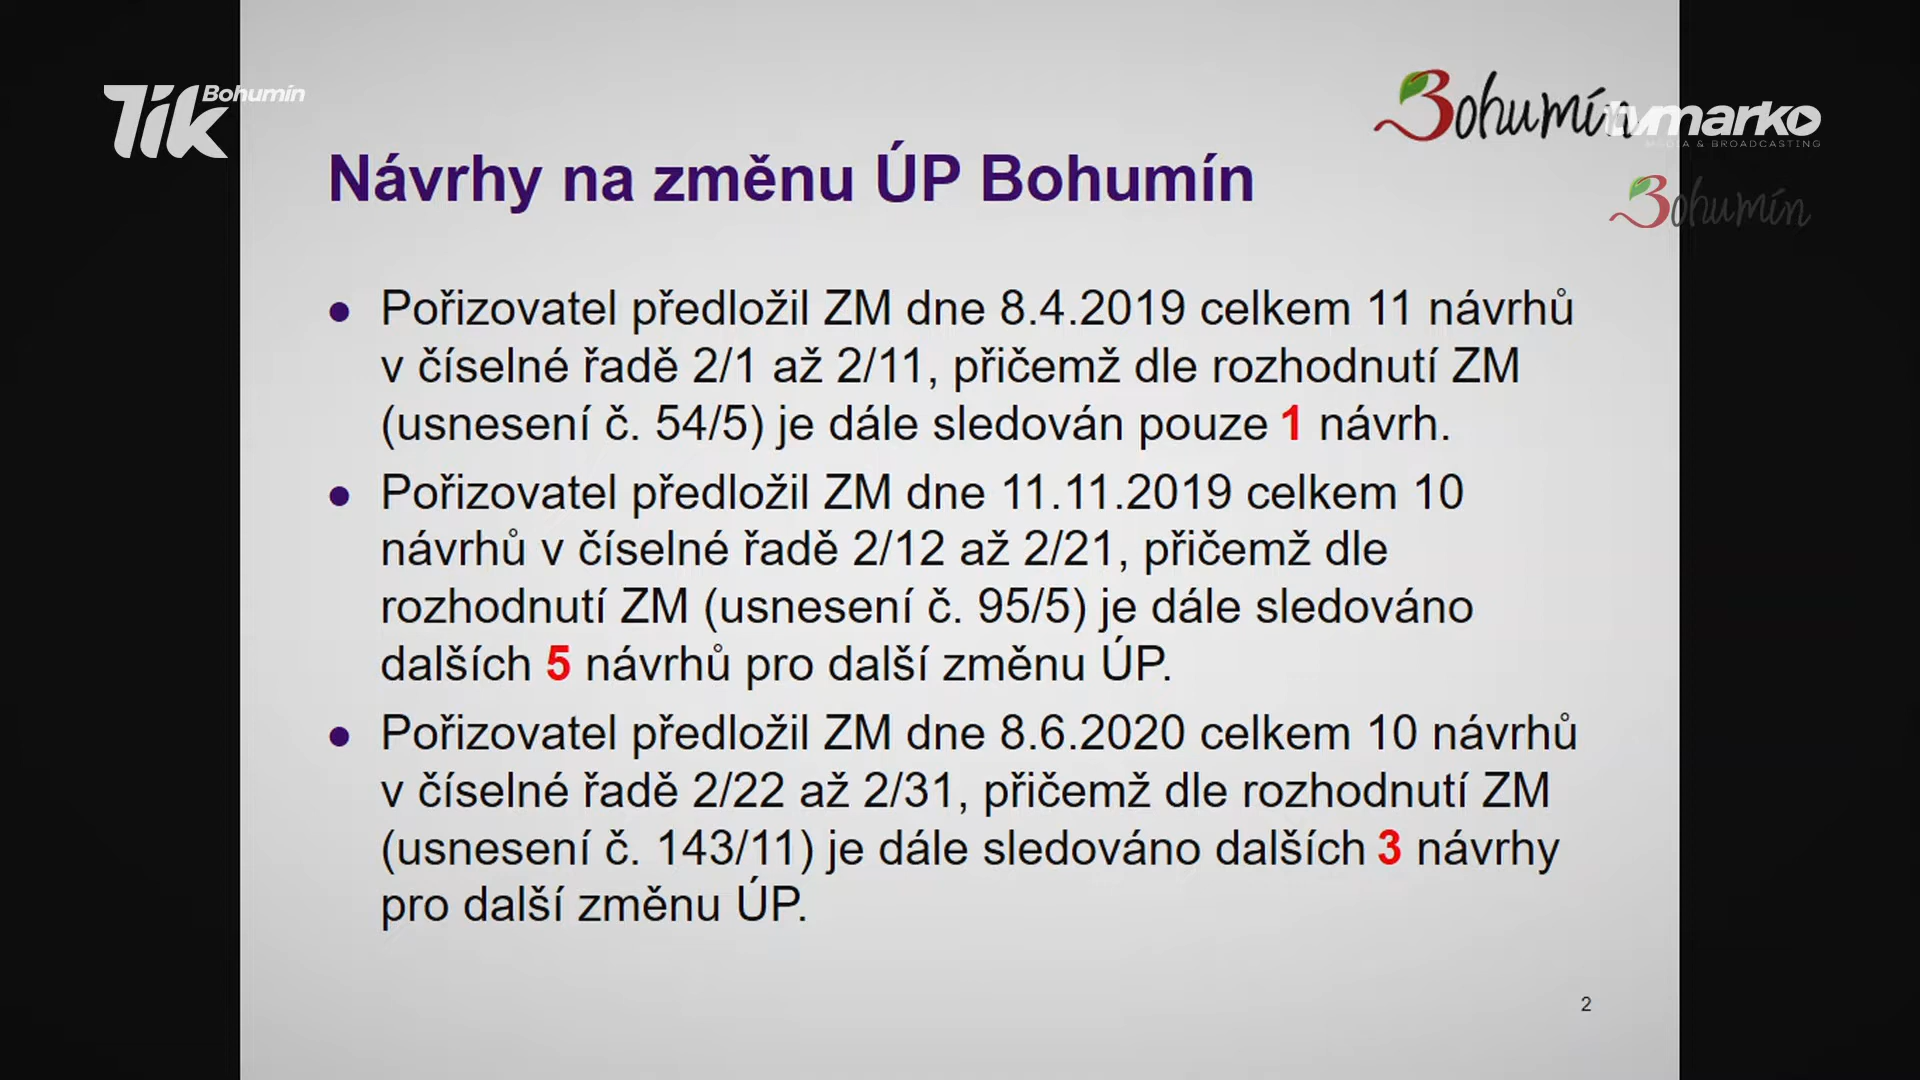 Tik Bohumín
Bohumín
tvmarko
MEDIA & BROADCASTING
Bohumín
Návrhy na změnu ÚP Bohumín
Pořizovatel předložil ZM dne 8.4.2019 celkem 11 návrhů
v číselné řadě 2/1 až 2/11, přičemž dle rozhodnutí ZM
(usnesení č. 54/5) je dále sledován pouze 1 návrh.
Pořizovatel předložil ZM dne 11.11.2019 celkem 10
návrhů v číselné řadě 2/12 až 2/21, přičemž dle
rozhodnutí ZM (usnesení č. 95/5) je dále sledováno
dalších 5 návrhů pro další změnu ÚP.
Pořizovatel předložil ZM dne 8.6.2020 celkem 10 návrhů
v číselné řadě 2/22 až 2/31, přičemž dle rozhodnutí ZM
(usnesení č. 143/11) je dále sledováno dalších 3 návrhy
pro další změnu ÚP.
2